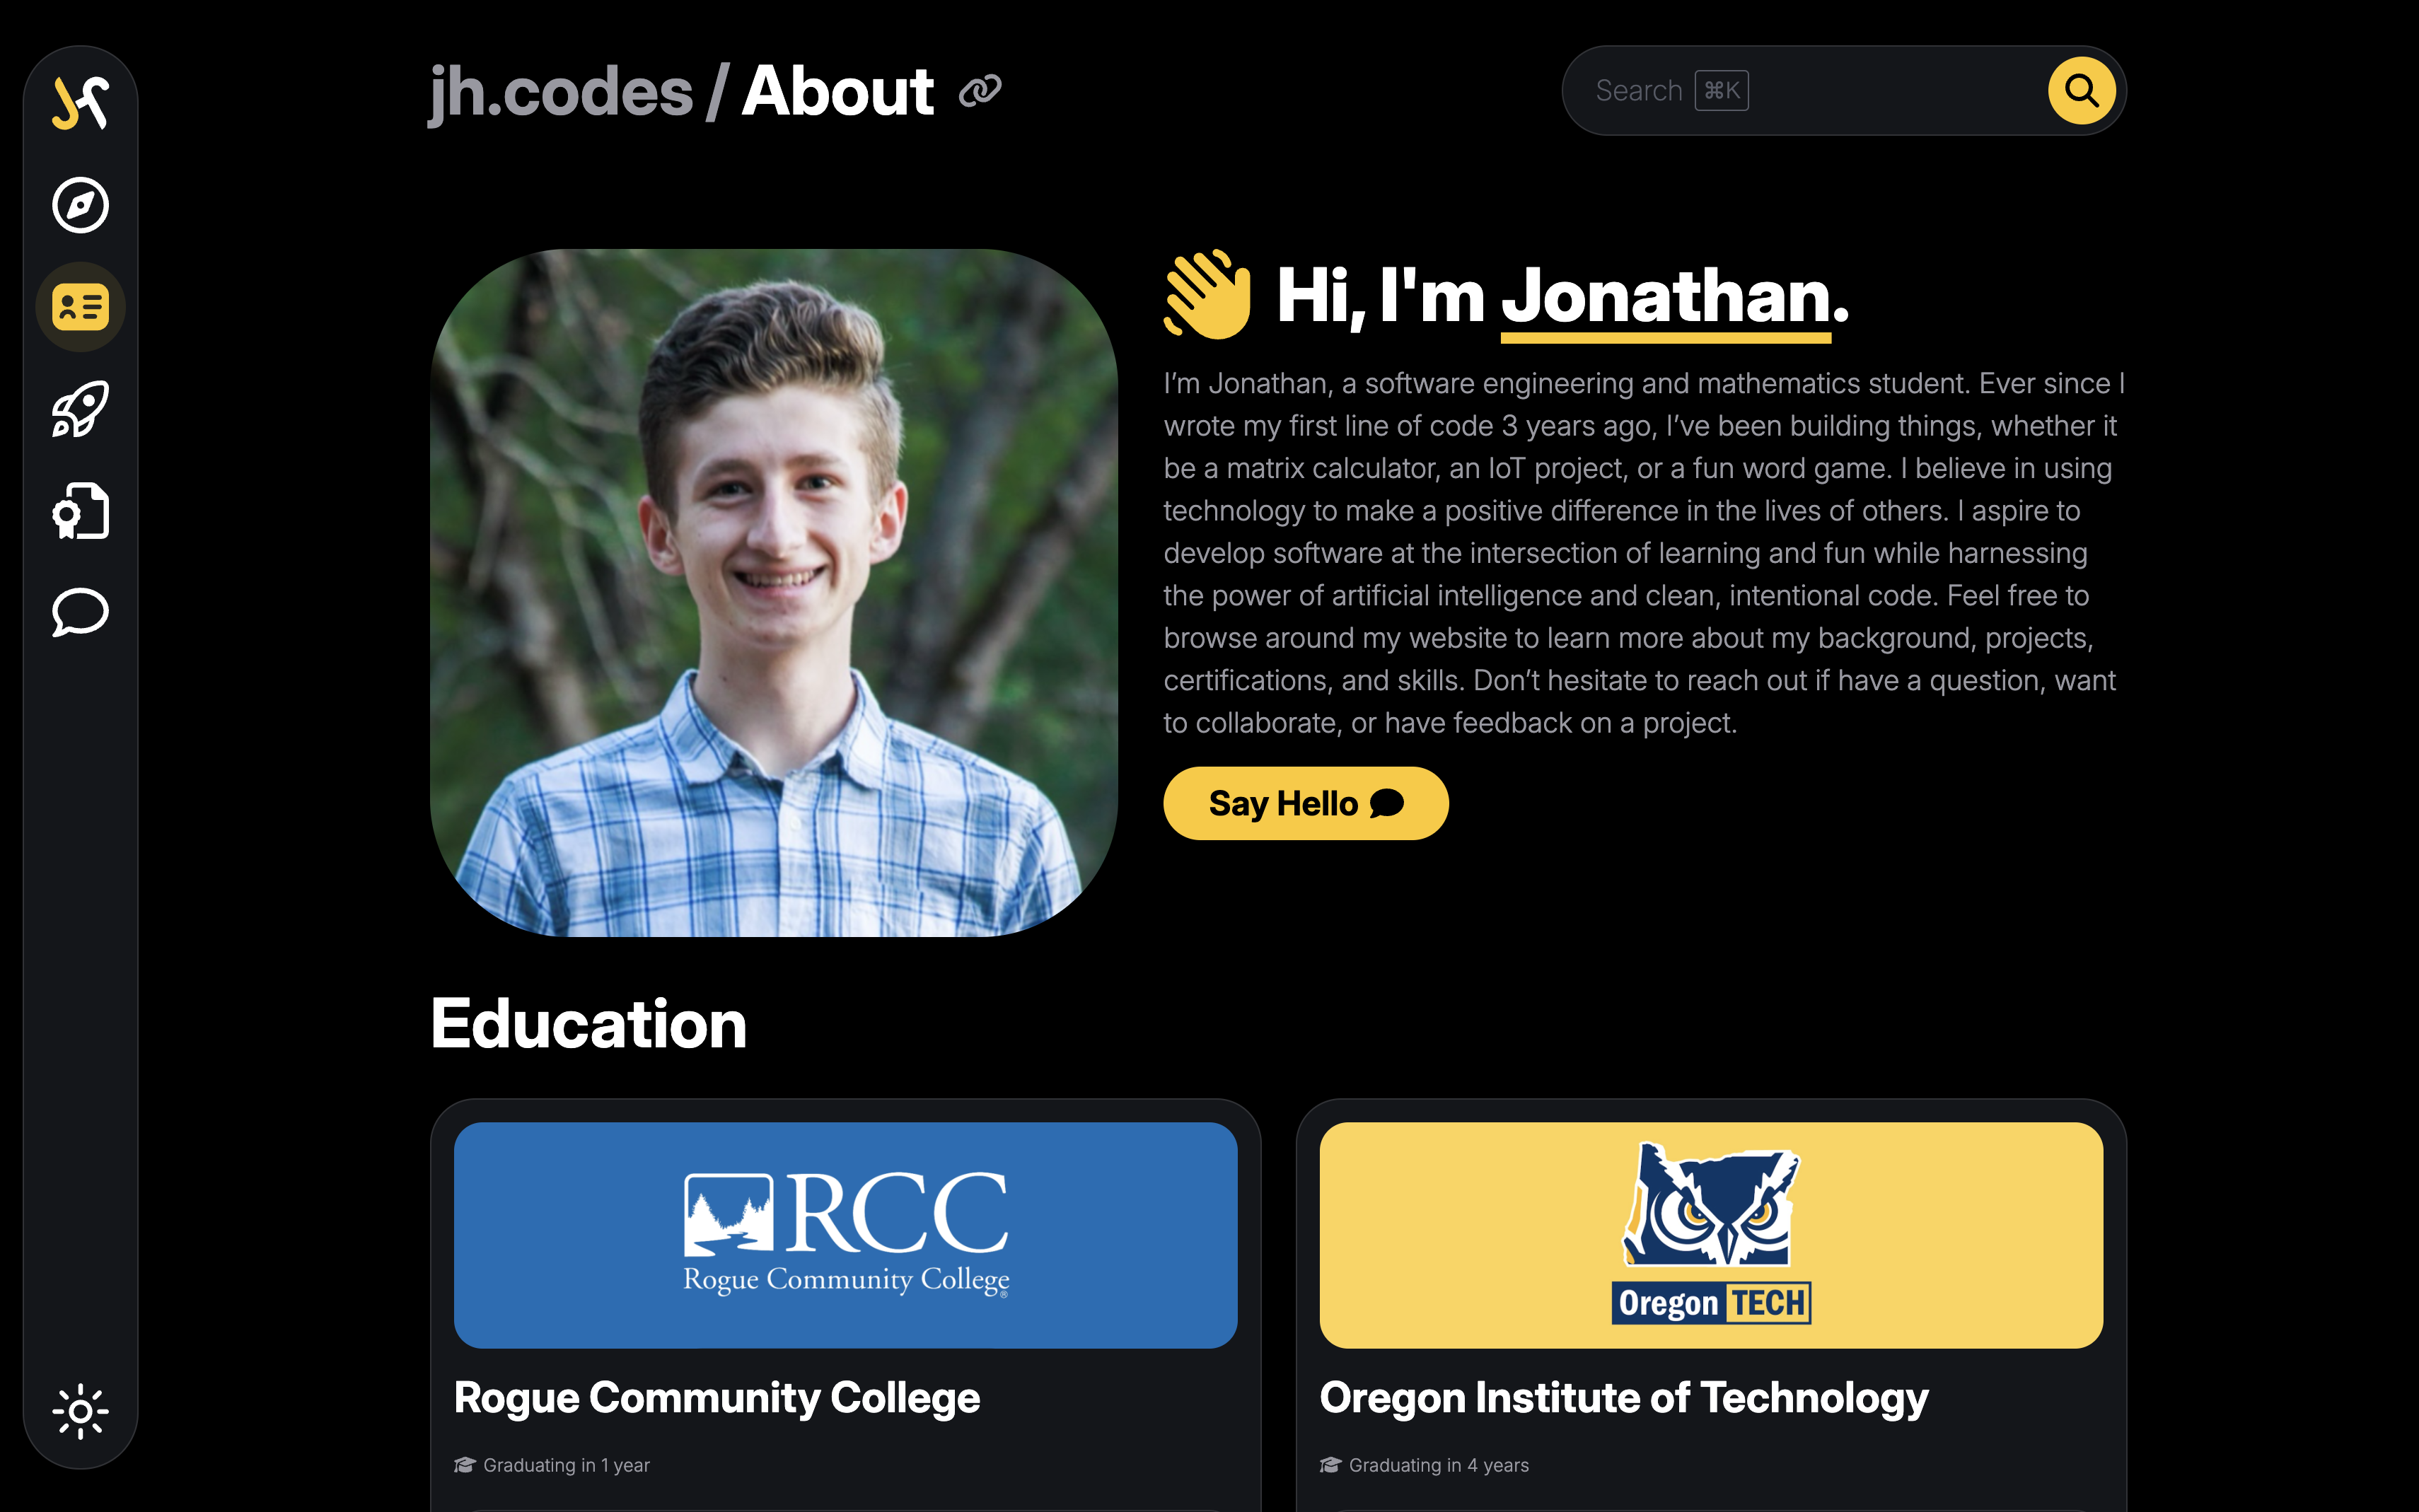 jh.codes / About
Search ⌘K
Hi, I'm Jonathan.
I’m Jonathan, a software engineering and mathematics student. Ever since I
wrote my first line of code 3 years ago, I’ve been building things, whether it
be a matrix calculator, an IoT project, or a fun word game. I believe in using
technology to make a positive difference in the lives of others. I aspire to
develop software at the intersection of learning and fun while harnessing
the power of artificial intelligence and clean, intentional code. Feel free to
browse around my website to learn more about my background, projects,
certifications, and skills. Don’t hesitate to reach out if have a question, want
to collaborate, or have feedback on a project.
Say Hello
Education
RCC
Rogue Community College®
Rogue Community College
Graduating in 1 year
Oregon TECH
Oregon Institute of Technology
Graduating in 4 years